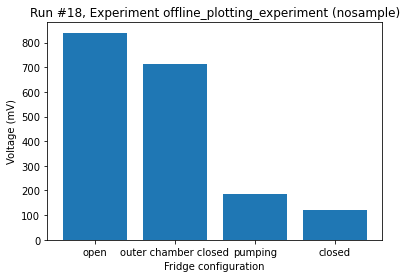 Run #18, Experiment offline_plotting_experiment (nosample)
Voltage (mV)
800
700
600
500
400
300
200
100
0
open outer chamber closed pumping closed
Fridge configuration